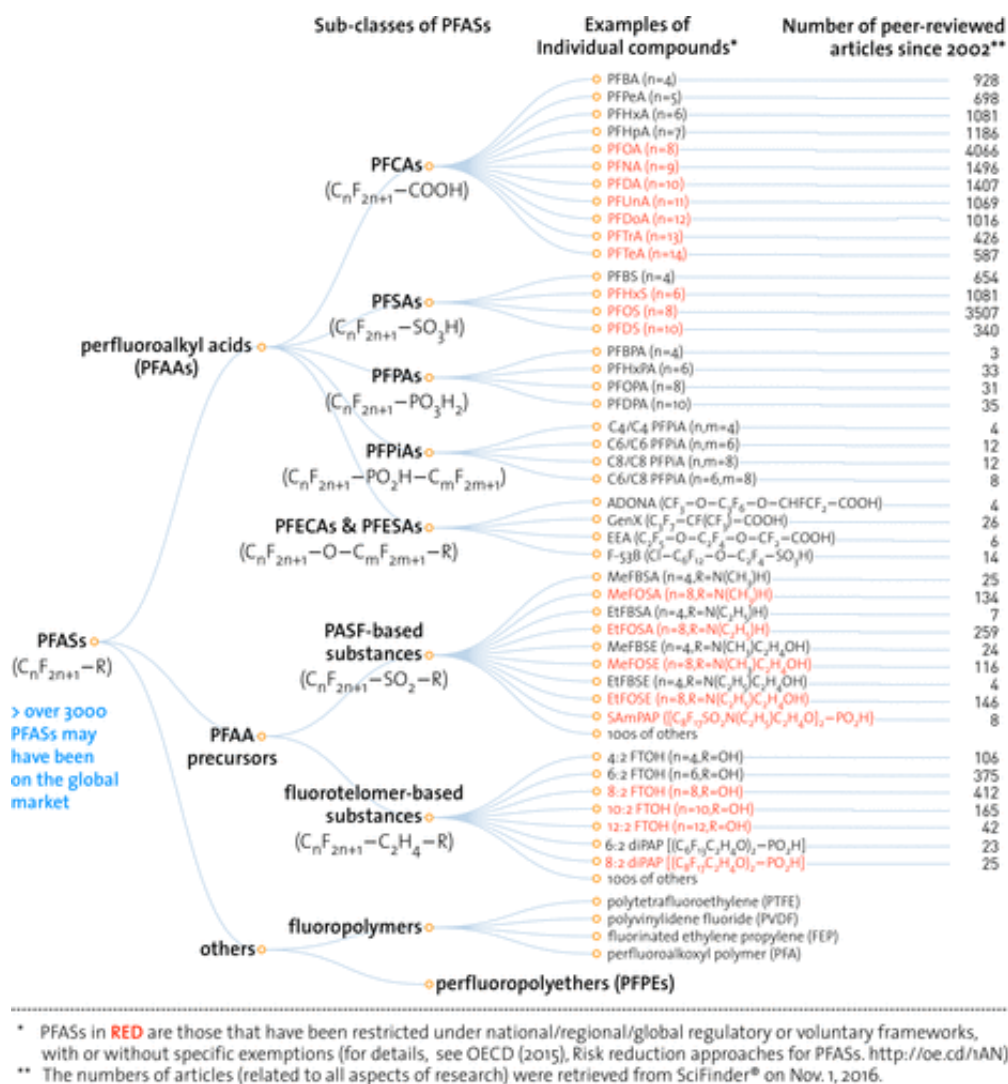 Sub-classes of PFASs
Examples of Individual compounds*
Number of peer-reviewed articles since 2002**
PFASs
(CnF2n+1–R)
> over 3000
PFASs may
have been
on the global
market
perfluoroalkyl acids
(PFAAs)
PFCAs
(CnF2n+1–COOH)
PFBA (n=4) 928
PFPeA (n=5) 698
PFHxA (n=6) 1081
PFHpA (n=7) 1186
PFOA (n=8) 4066
PFNA (n=9) 1496
PFDA (n=10) 1407
PFUnA (n=11) 1069
PFDoA (n=12) 1016
PFTrA (n=13) 426
PFTeA (n=14) 587
PFSAs
(CnF2n+1–SO3H)
PFBS (n=4) 654
PFHxS (n=6) 1081
PFOS (n=8) 3507
PFDS (n=10) 340
PFPAs
(CnF2n+1–PO3H2)
PFBPA (n=4) 3
PFHxPA (n=6) 33
PFOPA (n=8) 31
PFDPA (n=10) 35
PFPiAs
(CnF2n+1–PO2H–CmF2m+1)
C4/C4 PFPiA (n,m=4) 4
C6/C6 PFPiA (n,m=6) 12
C8/C8 PFPiA (n,m=8) 12
C6/C8 PFPiA (n=6,m=8) 8
PFECAs & PFESAs
(CnF2n+1–O–CmF2m+1–R)
ADONA (CF3–O–C3F6–O–CHFCF2–COOH) 4
GenX (C3F7–CF(CF3)–COOH) 26
EEA (C2F5–O–C2F4–O–CF2–COOH) 6
F-53B (Cl–C6F12–O–C2F4–SO3H) 14
PFAA
precursors
PASF-based
substances
(CnF2n+1–SO2–R)
MeFBSA (n=4,R=N(CH3)H) 25
MeFOSA (n=8,R=N(CH3)H) 134
EtFBSA (n=4,R=N(C2H5)H) 7
EtFOSA (n=8,R=N(C2H5)H) 259
MeFBSE (n=4,R=N(CH3)C2H4OH) 24
MeFOSE (n=8,R=N(CH3)C2H4OH) 116
EtFBSE (n=4,R=N(C2H5)C2H4OH) 4
EtFOSE (n=8,R=N(C2H5)C2H4OH) 146
SAmPAP ([C8F17SO2N(C2H5)C2H4O]2–PO2H) 8
100s of others
fluorotelomer-based
substances
(CnF2n+1–C2H4–R)
4:2 FTOH (n=4,R=OH) 106
6:2 FTOH (n=6,R=OH) 375
8:2 FTOH (n=8,R=OH) 412
10:2 FTOH (n=10,R=OH) 165
12:2 FTOH (n=12,R=OH) 42
6:2 diPAP [(C6F13C2H4O)2–PO2H] 23
8:2 diPAP [(C8F17C2H4O)2–PO2H] 25
100s of others
others
fluoropolymers
polytetrafluoroethylene (PTFE)
polyvinylidene fluoride (PVDF)
fluorinated ethylene propylene (FEP)
perfluoroalkoxyl polymer (PFA)
perfluoropolyethers (PFPEs)
* PFASs in RED are those that have been restricted under national/regional/global regulatory or voluntary frameworks,
with or without specific exemptions (for details, see OECD (2015), Risk reduction approaches for PFASs. http://oe.cd/1AN)
** The numbers of articles (related to all aspects of research) were retrieved from SciFinder® on Nov. 1, 2016.